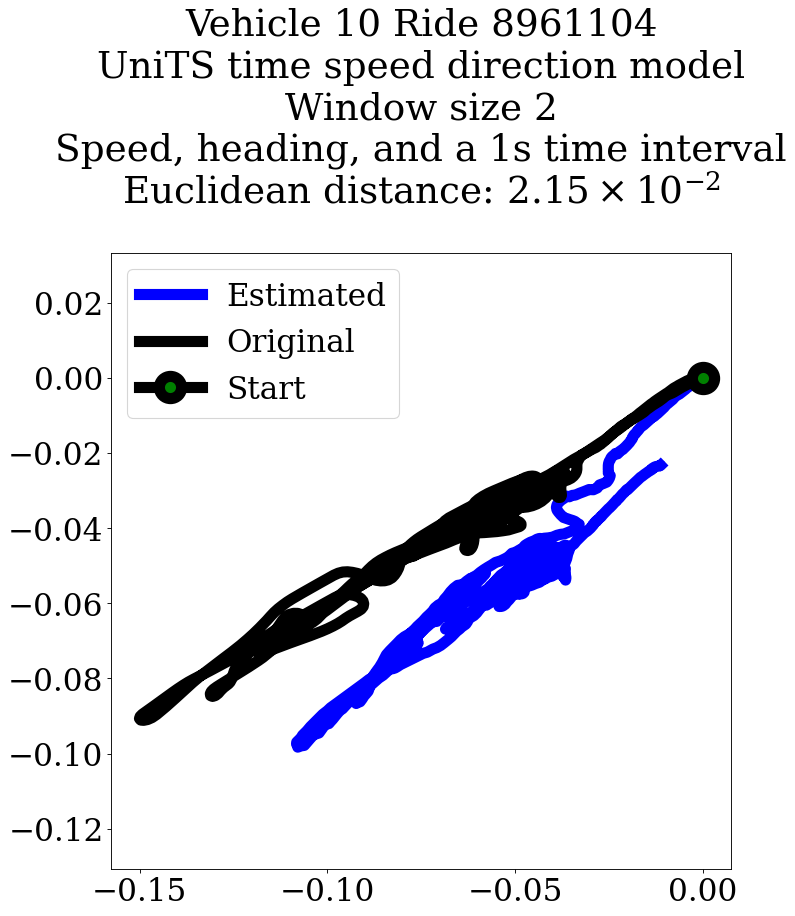 Vehicle 10 Ride 8961104
UniTS time speed direction model
Window size 2
Speed, heading, and a 1s time interval
Euclidean distance: 2.15 × 10⁻²
Estimated
Original
Start
0.02
0.00
−0.02
−0.04
−0.06
−0.08
−0.10
−0.12
−0.15
−0.10
−0.05
0.00